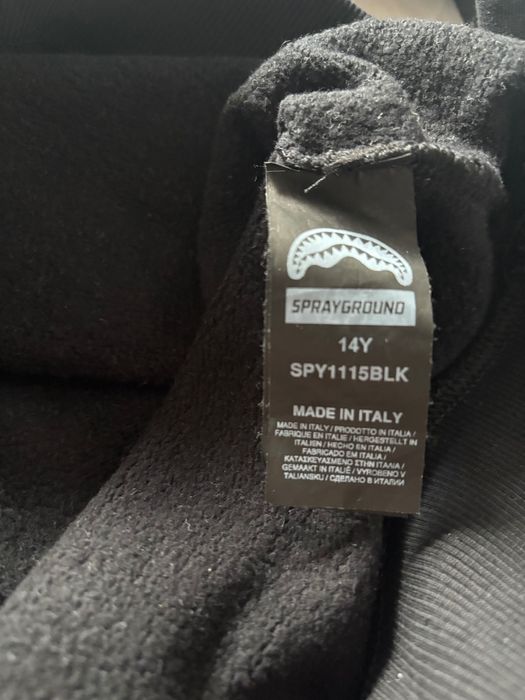 SPRAYGROUND
14Y
SPY1115BLK
MADE IN ITALY
MADE IN ITALY / PRODOTTO IN ITALIA /
FABRIQUE EN ITALIE / HERGESTELLT IN
ITALIEN / HECHO EN ITALIA /
FABRICADO EM ITALIA /
ΚΑΤΑΣΚΕΥΑΣΜΕΝΟ ΣΤΗΝ ΙΤΑΛΙΑ /
GEMAAKT IN ITALIË / VYROBENO V
TALIANSKU / СДЕЛАНО В ИТАЛИИ